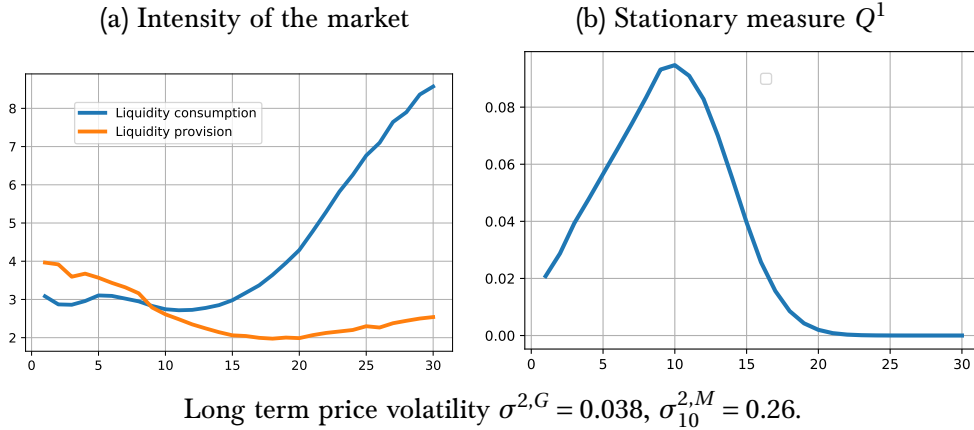 (a) Intensity of the market
(b) Stationary measure Q¹
8
7
6
5
4
3
2
Liquidity consumption
Liquidity provision
0 5 10 15 20 25 30
0.08
0.06
0.04
0.02
0.00
0 5 10 15 20 25 30
Long term price volatility σ^{2,G} = 0.038, σ^{2,M}_{10} = 0.26.